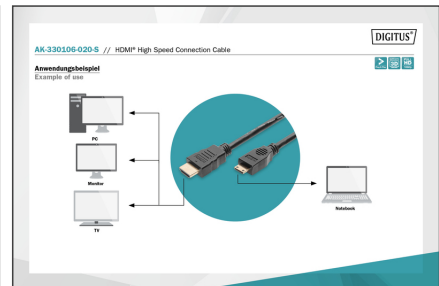 DIGITUS®
AK-330106-020-S // HDMI® High Speed Connection Cable
Anwendungsbeispiel
Example of use
PC
Monitor
TV
Notebook